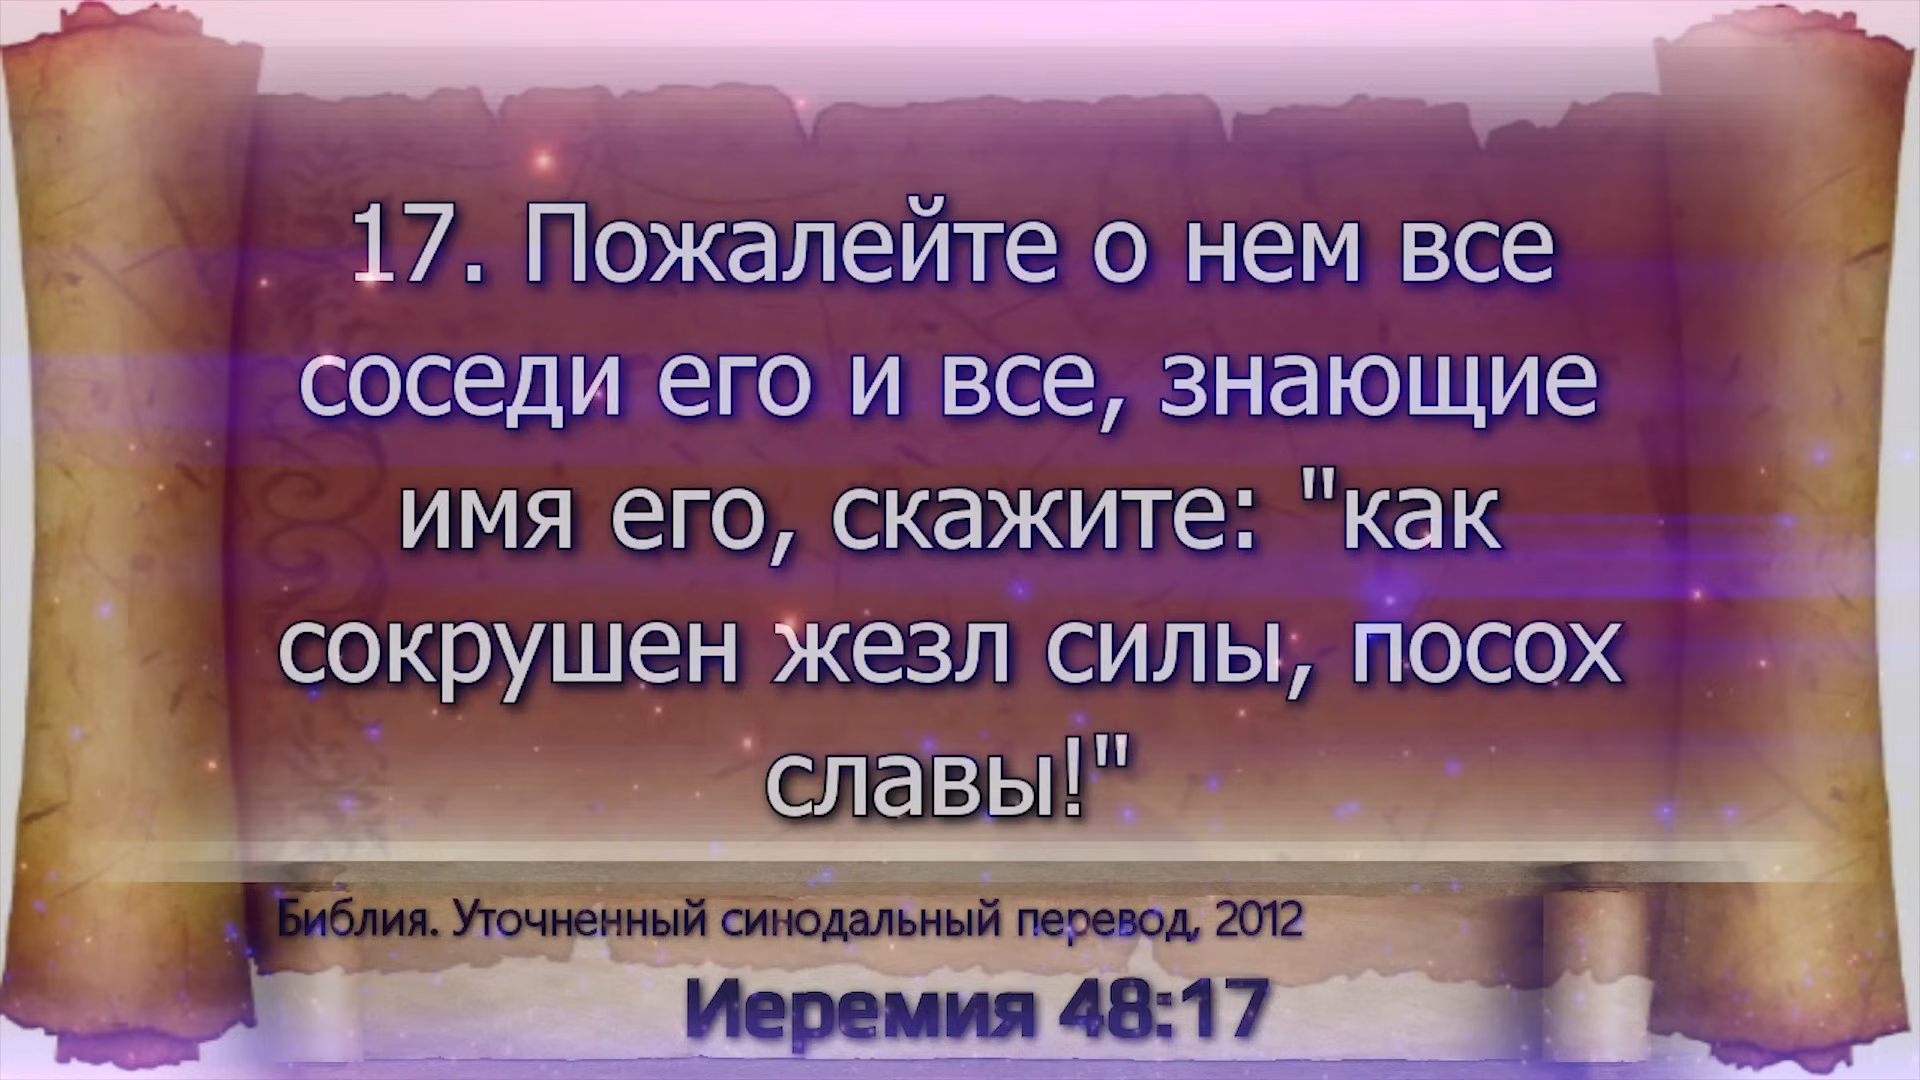 17. Пожалейте о нем все
соседи его и все, знающие
имя его, скажите: "как
сокрушен жезл силы, посох
славы!"
Библия. Уточненный синодальный перевод, 2012
Иеремия 48:17